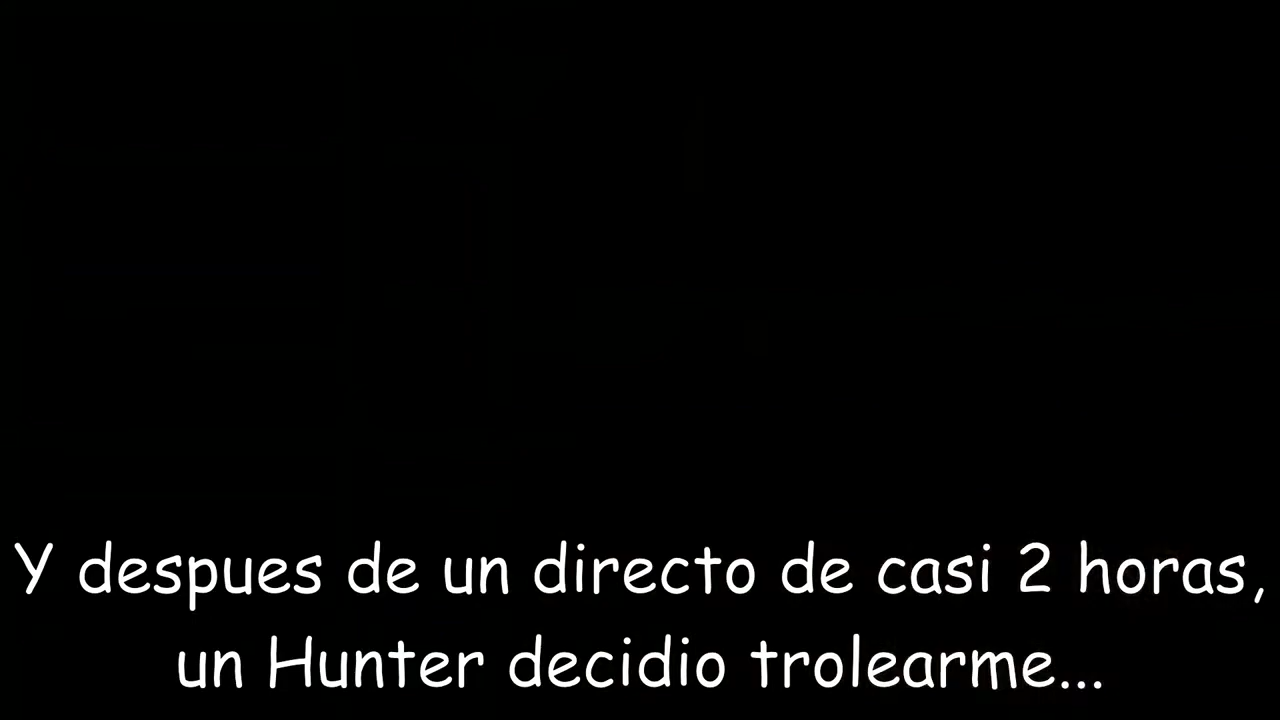 Y despues de un directo de casi 2 horas,
un Hunter decidio trolearme...